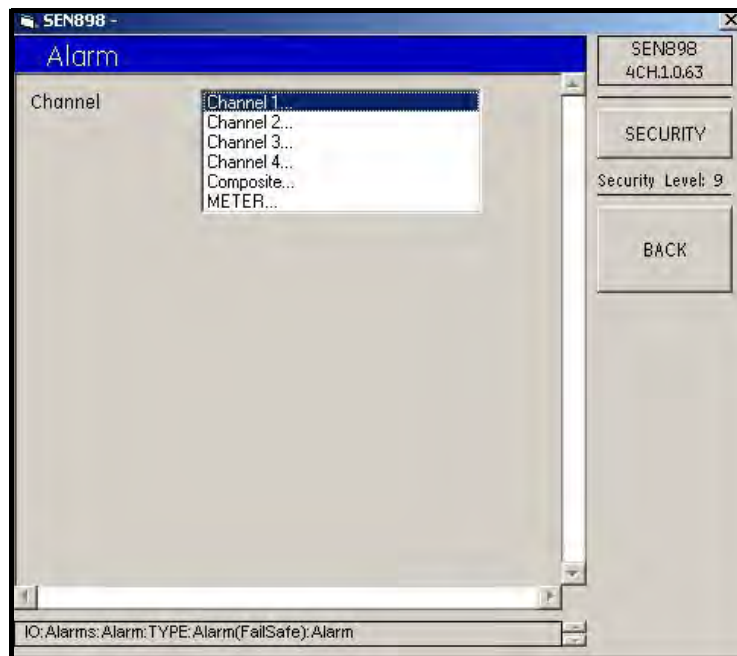 SEN898 -
Alarm
Channel
Channel 1...
Channel 2...
Channel 3...
Channel 4...
Composite...
METER...
SEN898
4CH.1.0.63
SECURITY
Security Level: 9
BACK
IO:Alarms:Alarm:TYPE:Alarm(FailSafe):Alarm